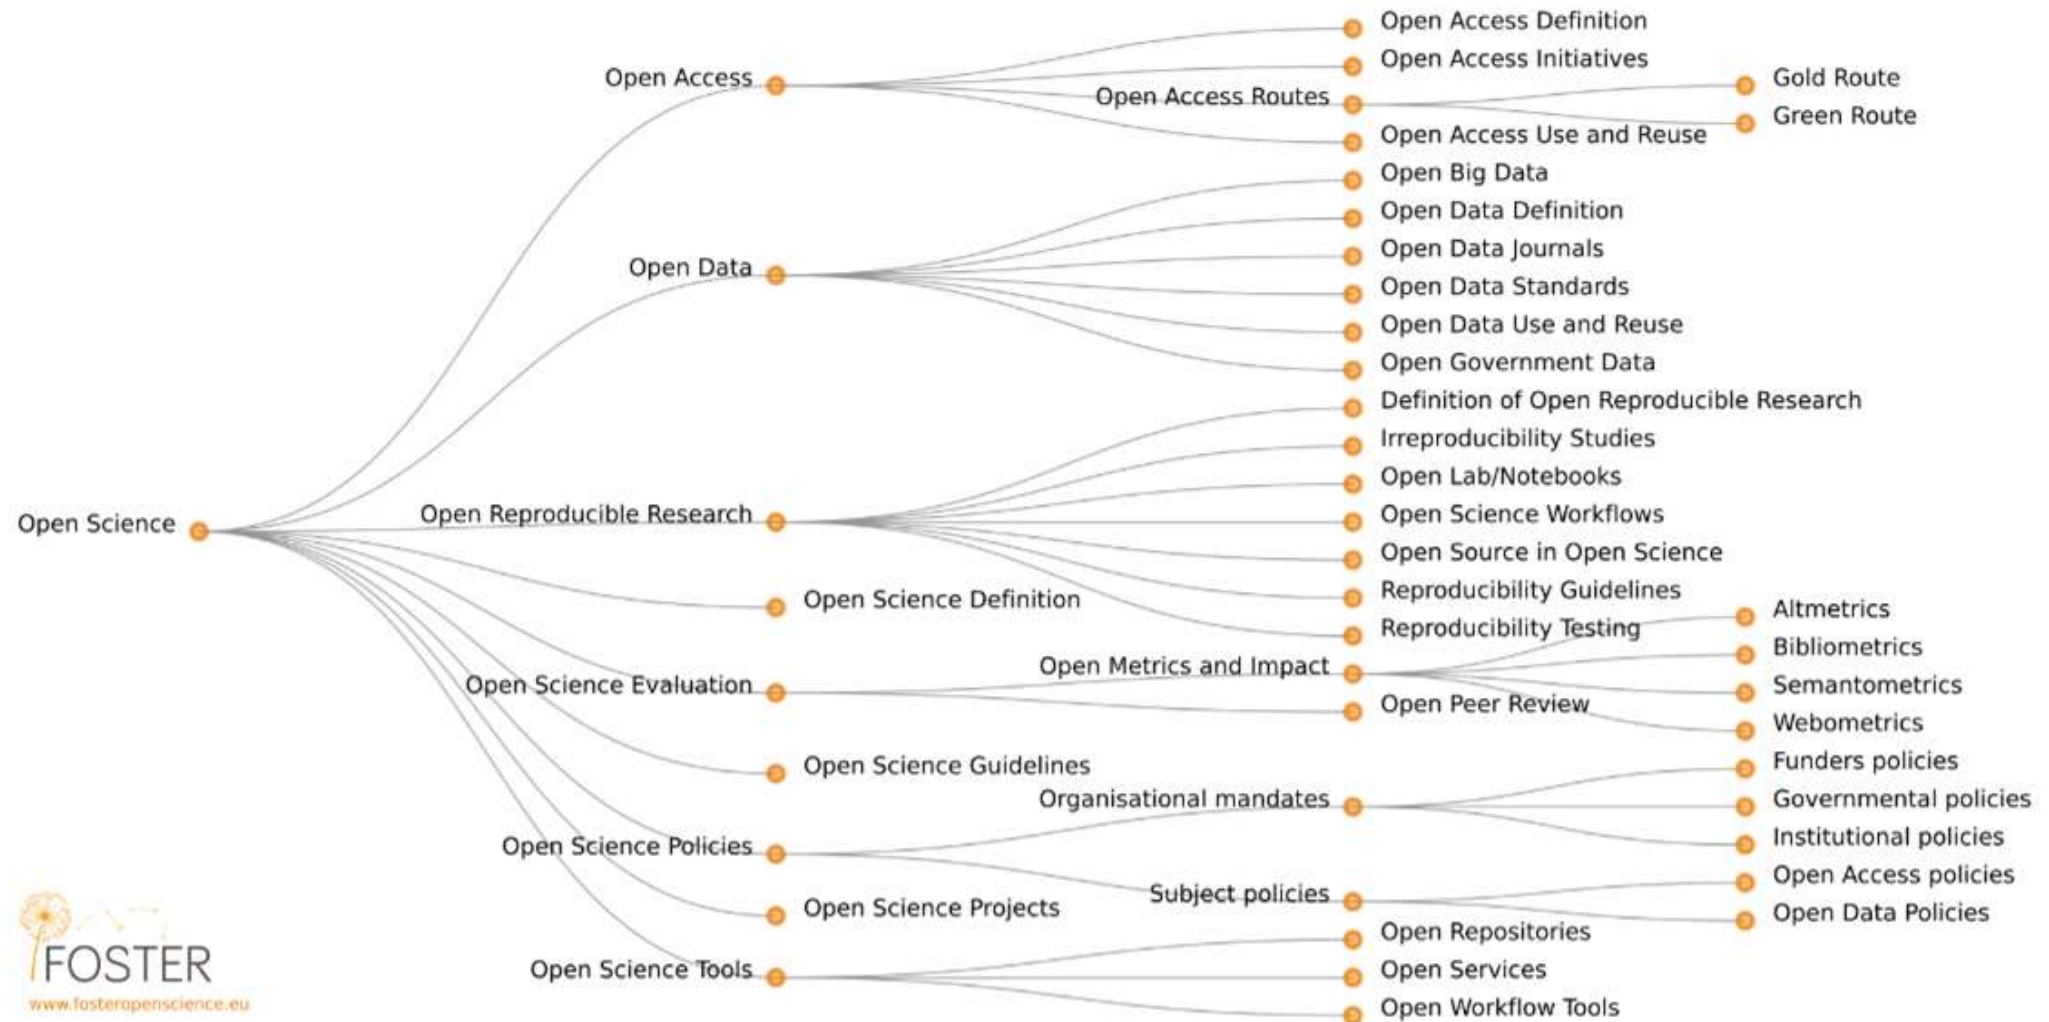 Open Access Definition
Open Access Initiatives
Open Access
Gold Route
Open Access Routes
Green Route
Open Access Use and Reuse
Open Big Data
Open Data Definition
Open Data Journals
Open Data
Open Data Standards
Open Data Use and Reuse
Open Government Data
Definition of Open Reproducible Research
Irreproducibility Studies
Open Lab/Notebooks
Open Science
Open Reproducible Research
Open Science Workflows
Open Source in Open Science
Reproducibility Guidelines
Open Science Definition
Altmetrics
Reproducibility Testing
Bibliometrics
Open Metrics and Impact
Open Science Evaluation
Semantometrics
Open Peer Review
Webometrics
Open Science Guidelines
Funders policies
Organisational mandates
Governmental policies
Institutional policies
Open Science Policies
Open Access policies
Subject policies
Open Science Projects
Open Data Policies
Open Repositories
Open Science Tools
Open Services
Open Workflow Tools
FOSTER
www.fosteropenscience.eu